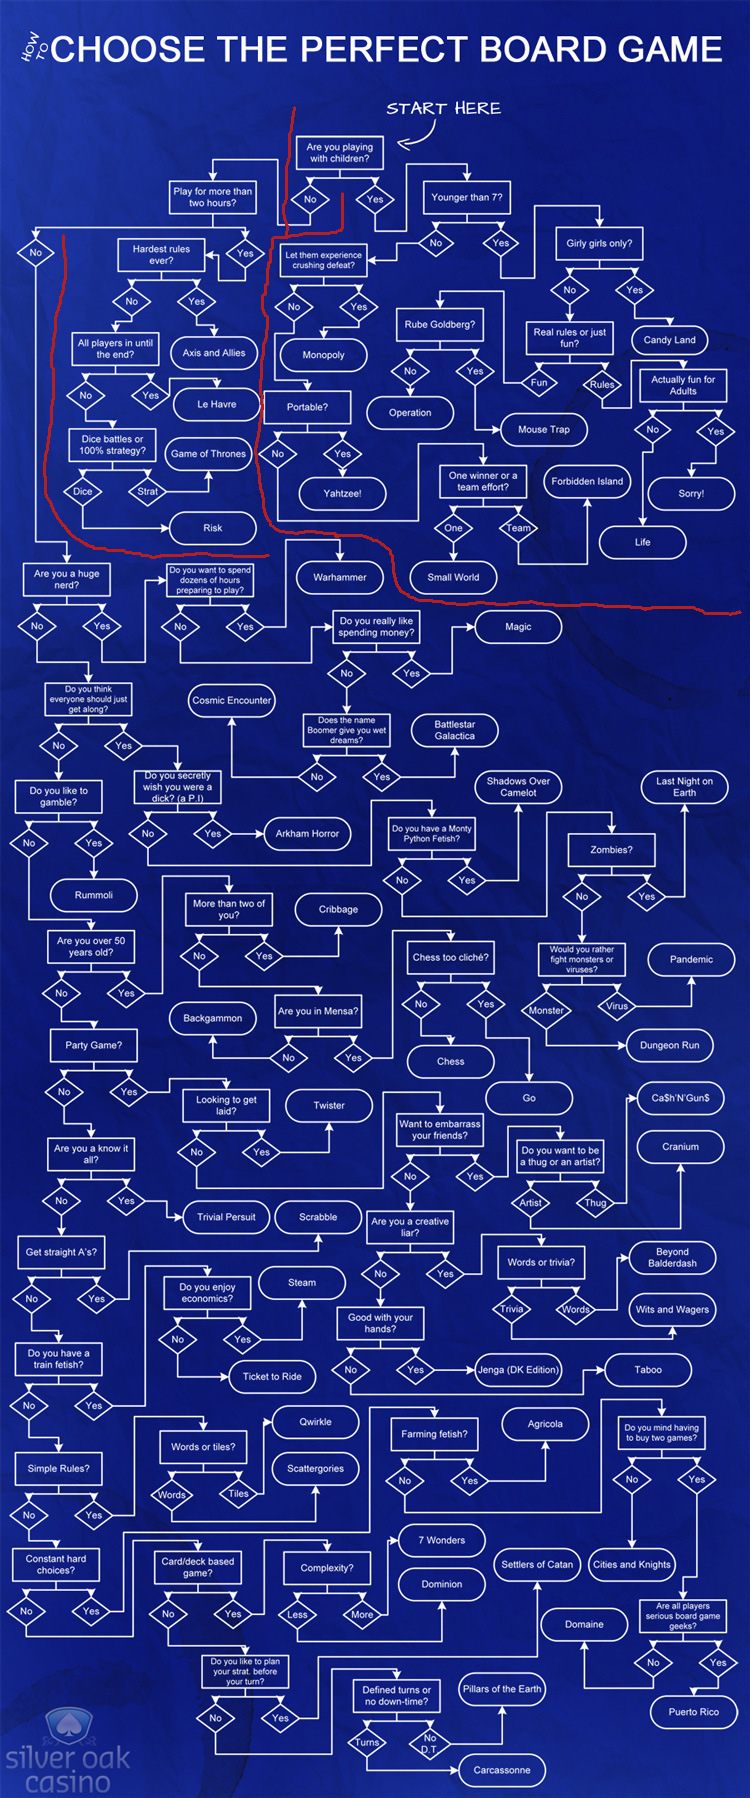 HOW TO CHOOSE THE PERFECT BOARD GAME
START HERE
Are you playing
with children?
No
Yes
Play for more than
two hours?
No
Yes
Younger than 7?
No
Yes
Hardest rules
ever?
No
Yes
Let them experience
crushing defeat?
No
Yes
Girly girls only?
No
Yes
All players in until
the end?
No
Yes
Axis and Allies
Monopoly
Rube Goldberg?
No
Yes
Real rules or just
fun?
Fun
Rules
Candy Land
Le Havre
Portable?
No
Yes
Operation
Mouse Trap
Actually fun for
Adults
No
Yes
Dice battles or
100% strategy?
Dice
Strat
Game of Thrones
Risk
Yahtzee!
One winner or a
team effort?
One
Team
Forbidden Island
Sorry!
Life
Small World
Are you a huge
nerd?
No
Yes
Do you want to spend
dozens of hours
preparing to play?
No
Yes
Warhammer
Do you really like
spending money?
No
Yes
Magic
Do you think
everyone should just
get along?
No
Yes
Cosmic Encounter
Does the name
Boomer give you wet
dreams?
No
Yes
Battlestar
Galactica
Do you like to
gamble?
No
Yes
Do you secretly
wish you were a
dick? (a P.I)
No
Yes
Arkham Horror
Shadows Over
Camelot
Last Night on
Earth
Do you have a Monty
Python Fetish?
No
Yes
Zombies?
No
Yes
Rummoli
More than two of
you?
No
Yes
Cribbage
Are you over 50
years old?
No
Yes
Chess too cliché?
No
Yes
Would you rather
fight monsters or
viruses?
Monster
Virus
Pandemic
Dungeon Run
Backgammon
Are you in Mensa?
No
Yes
Chess
Go
Party Game?
No
Yes
Looking to get
laid?
No
Yes
Twister
Want to embarrass
your friends?
No
Yes
Do you want to be
a thug or an artist?
Artist
Thug
Ca$h'N'Gun$
Cranium
Are you a know it
all?
No
Yes
Trivial Persuit
Scrabble
Are you a creative
liar?
No
Yes
Words or trivia?
Trivia
Words
Beyond
Balderdash
Wits and Wagers
Get straight A's?
No
Yes
Do you enjoy
economics?
No
Yes
Steam
Ticket to Ride
Good with your
hands?
No
Yes
Jenga (DK Edition)
Taboo
Do you have a
train fetish?
No
Yes
Simple Rules?
No
Yes
Words or tiles?
Words
Tiles
Qwirkle
Scattergories
Farming fetish?
No
Yes
Agricola
Do you mind having
to buy two games?
No
Yes
Cities and Knights
Constant hard
choices?
No
Yes
Card/deck based
game?
No
Yes
Complexity?
Less
More
7 Wonders
Dominion
Settlers of Catan
Are all players
serious board game
geeks?
No
Yes
Domaine
Puerto Rico
Do you like to plan
your strat. before
your turn?
No
Yes
Defined turns or
no down-time?
Turns
No
D.T
Pillars of the Earth
Carcassonne
silver oak
casino